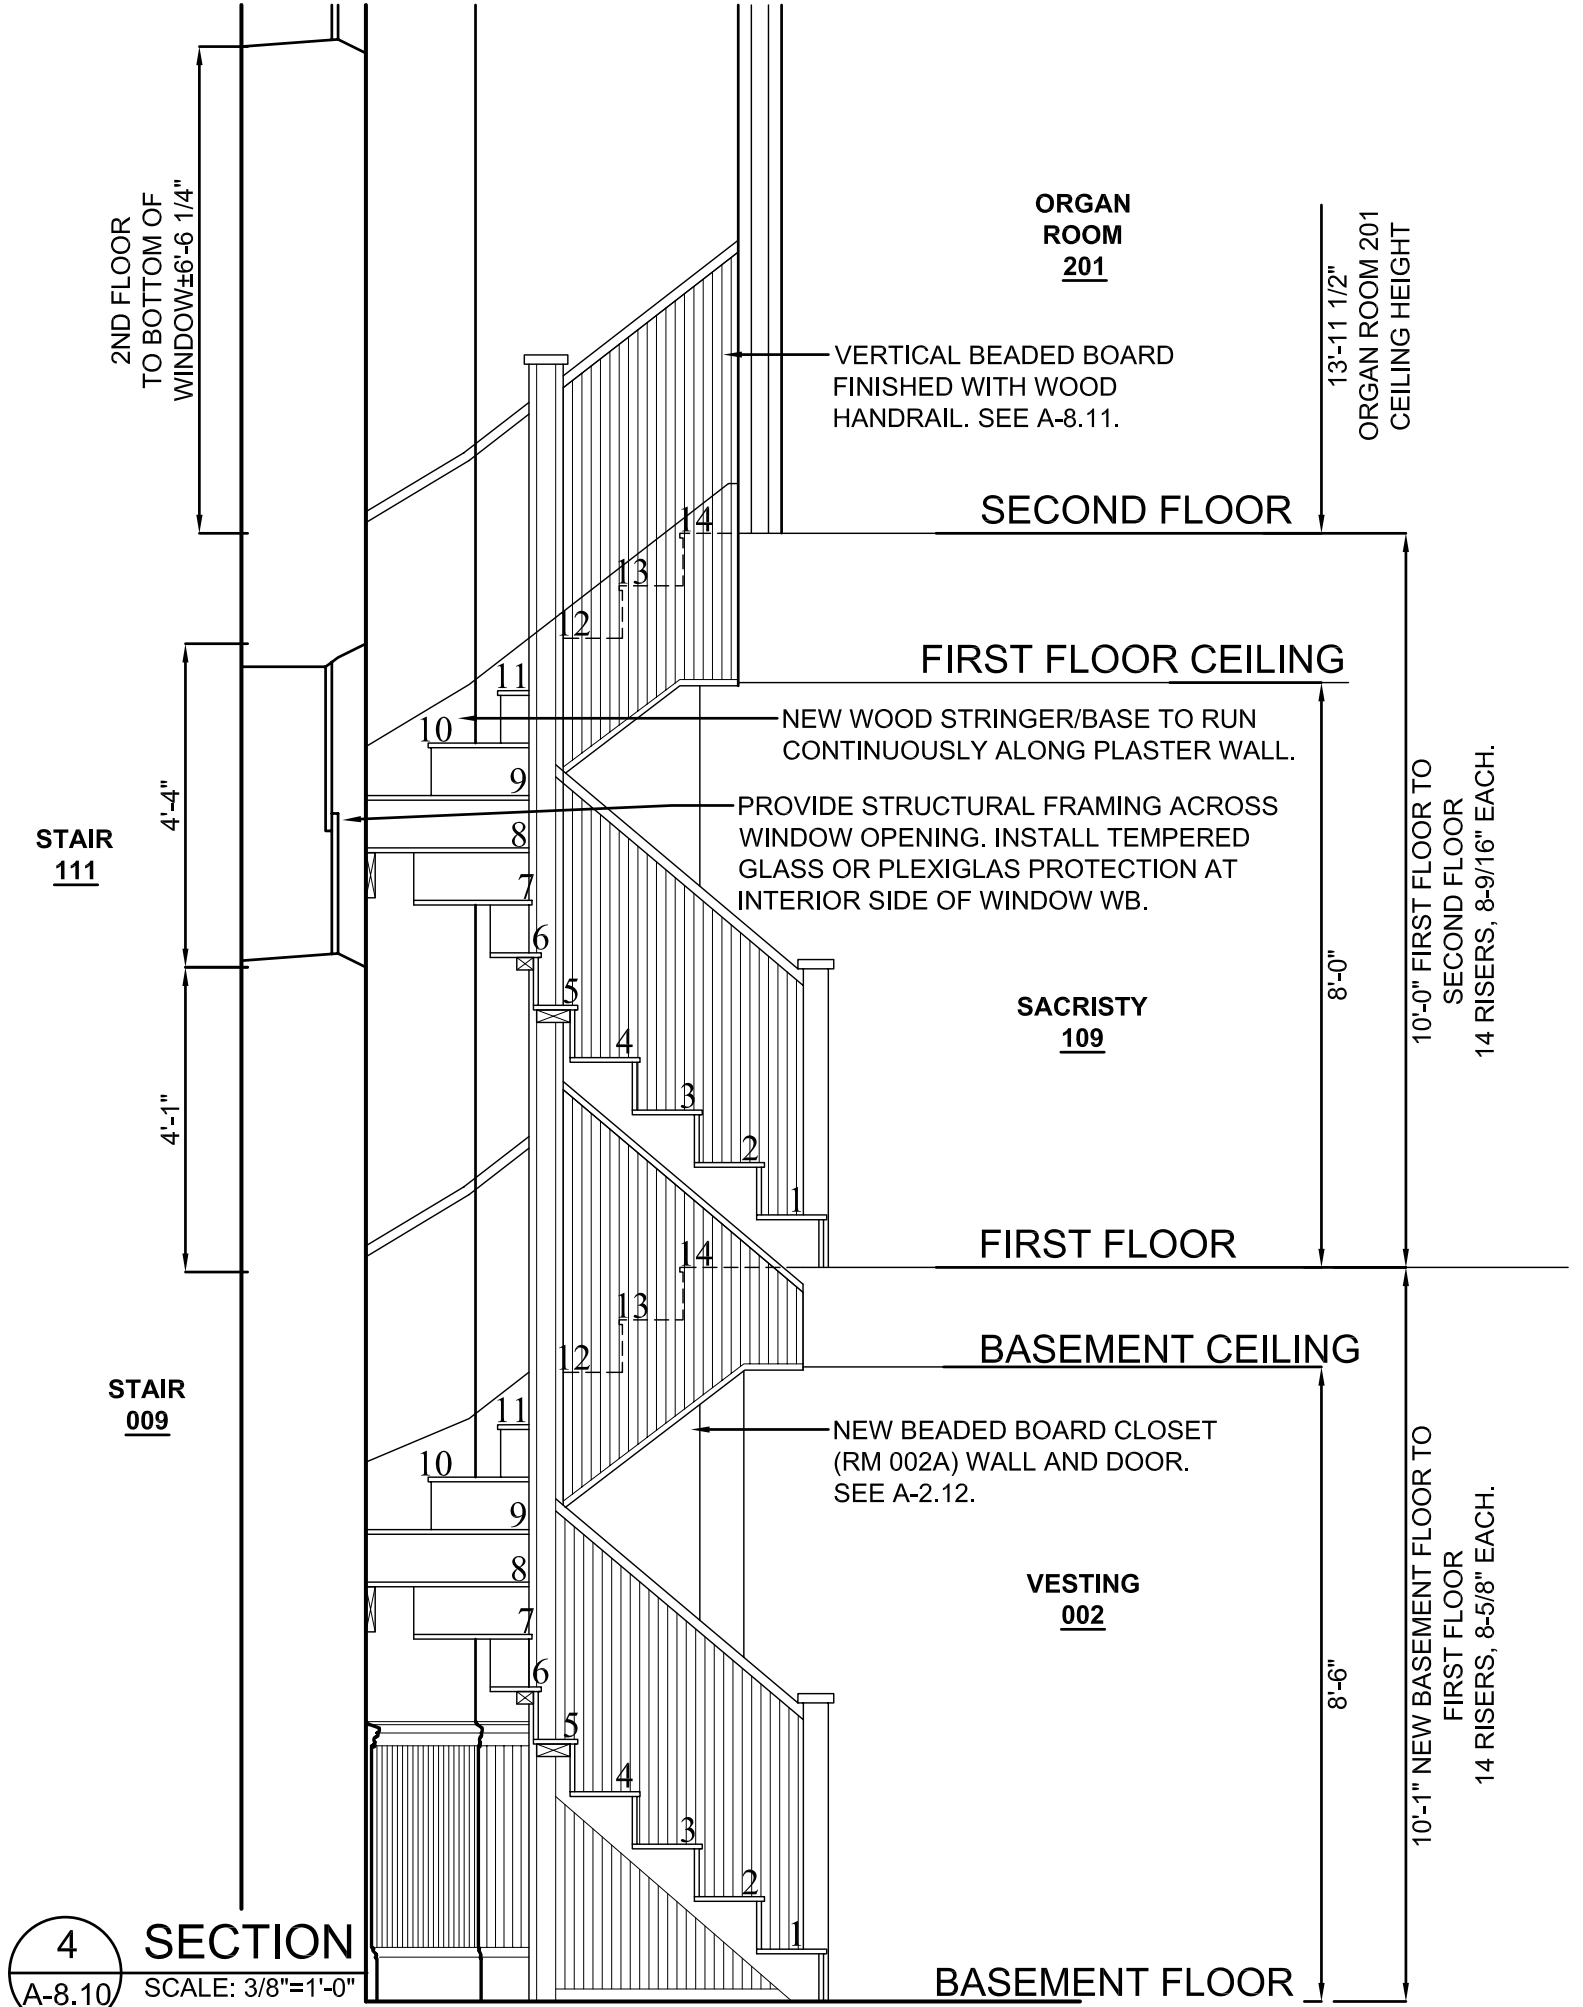 2ND FLOOR
TO BOTTOM OF
WINDOW±6'-6 1/4"
ORGAN
ROOM
201
13'-11 1/2"
ORGAN ROOM 201
CEILING HEIGHT
VERTICAL BEADED BOARD
FINISHED WITH WOOD
HANDRAIL. SEE A-8.11.
SECOND FLOOR
14
13
12
FIRST FLOOR CEILING
11
10
NEW WOOD STRINGER/BASE TO RUN
CONTINUOUSLY ALONG PLASTER WALL.
9
4'-4"
PROVIDE STRUCTURAL FRAMING ACROSS
WINDOW OPENING. INSTALL TEMPERED
GLASS OR PLEXIGLAS PROTECTION AT
INTERIOR SIDE OF WINDOW WB.
STAIR
111
8
7
6
5
4
3
2
1
SACRISTY
109
8'-0"
10'-0" FIRST FLOOR TO
SECOND FLOOR
14 RISERS, 8-9/16" EACH.
4'-1"
FIRST FLOOR
14
13
12
BASEMENT CEILING
STAIR
009
11
10
NEW BEADED BOARD CLOSET
(RM 002A) WALL AND DOOR.
SEE A-2.12.
9
8
7
6
5
4
3
2
1
VESTING
002
8'-6"
10'-1" NEW BASEMENT FLOOR TO
FIRST FLOOR
14 RISERS, 8-5/8" EACH.
BASEMENT FLOOR
4
A-8.10
SECTION
SCALE: 3/8"=1'-0"